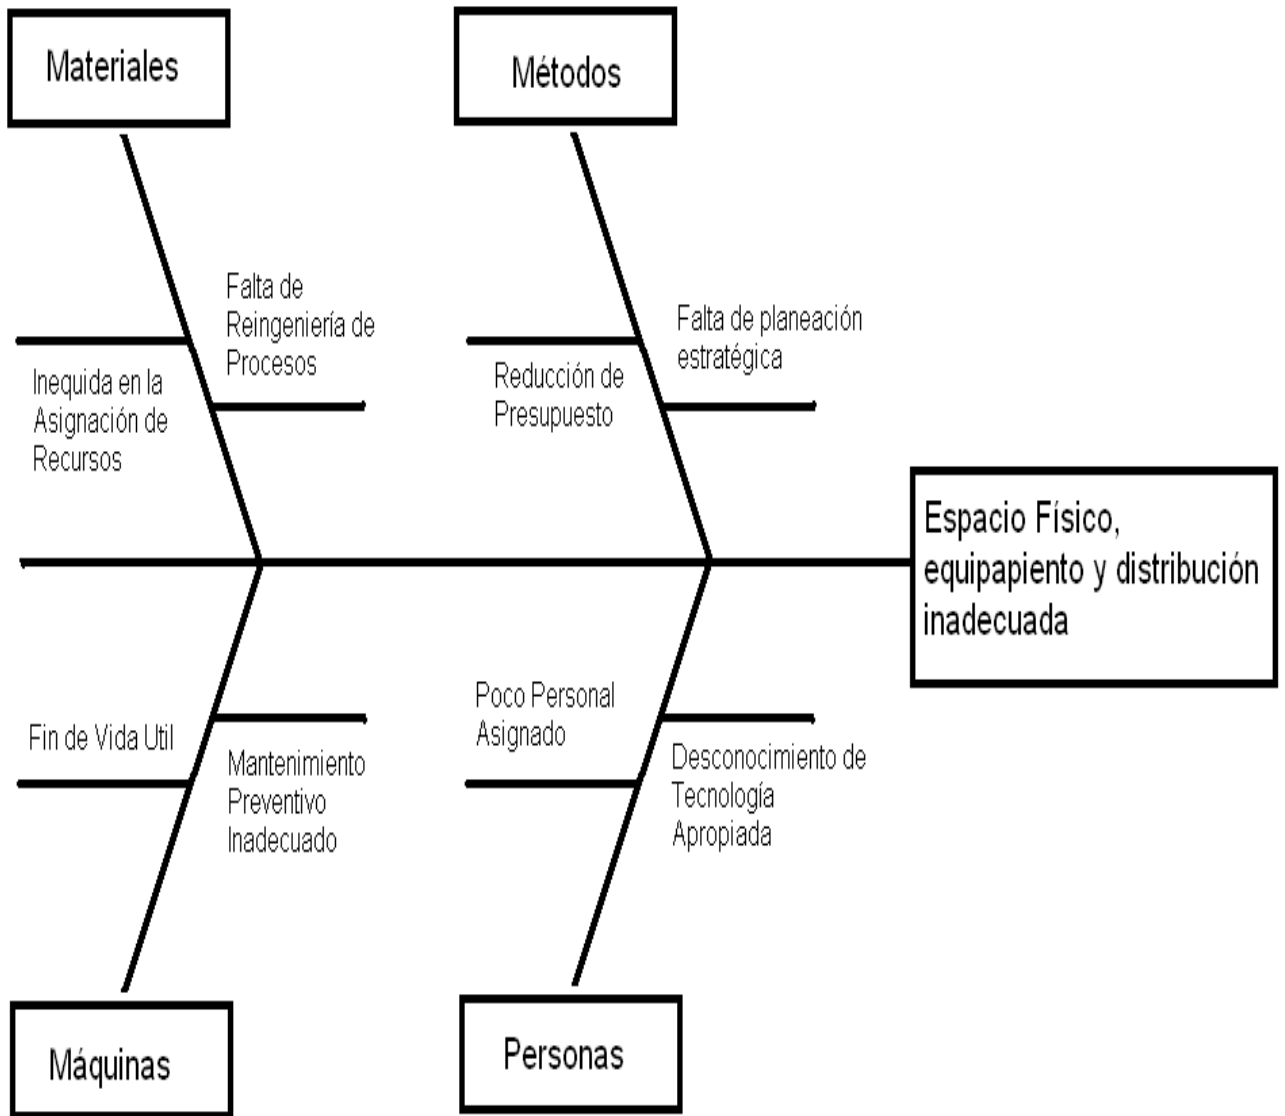 Materiales
Métodos
Falta de
Reingeniería de
Procesos
Inequida en la
Asignación de
Recursos
Falta de planeación
estratégica
Reducción de
Presupuesto
Espacio Físico,
equipapiento y distribución
inadecuada
Fin de Vida Util
Mantenimiento
Preventivo
Inadecuado
Poco Personal
Asignado
Desconocimiento de
Tecnología
Apropiada
Máquinas
Personas